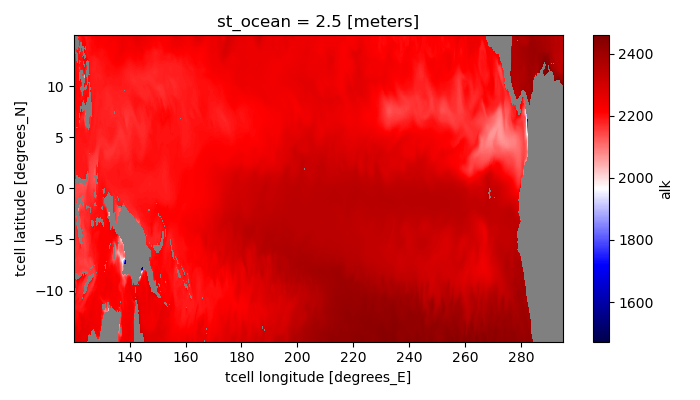 st_ocean = 2.5 [meters]
10
5
0
−5
−10
tcell latitude [degrees_N]
140 160 180 200 220 240 260 280
tcell longitude [degrees_E]
2400
2200
2000
1800
1600
alk